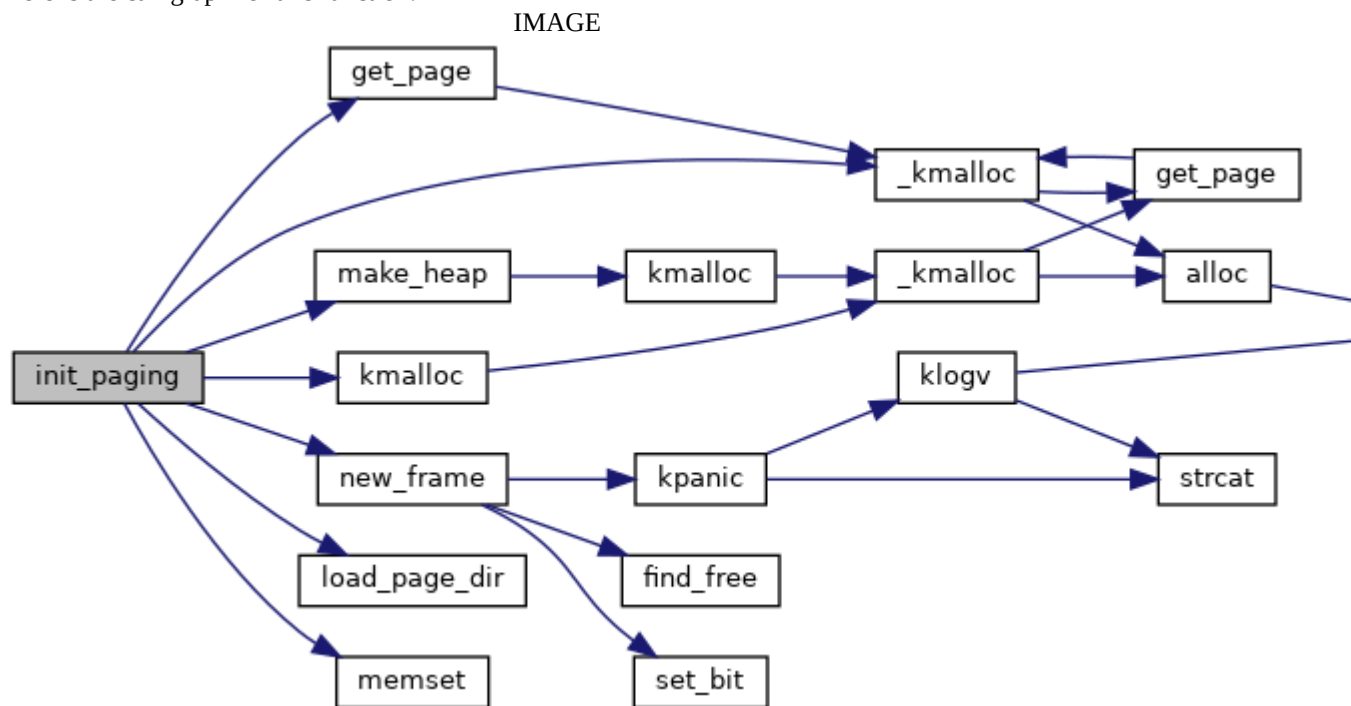 IMAGE
get_page
_kmalloc
get_page
make_heap
kmalloc
_kmalloc
alloc
init_paging
kmalloc
klogv
new_frame
kpanic
strcat
load_page_dir
find_free
memset
set_bit